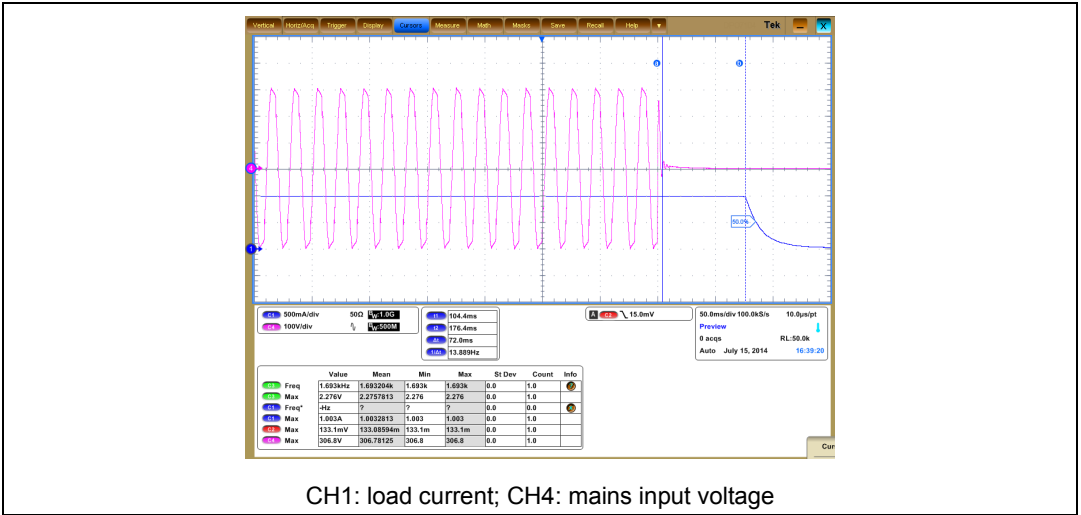 Vertical Horiz/Acq Trigger Display Cursors Measure Math Masks Save Recall Help Tek X
a b
4
50.0%
1
C1 500mA/div 50Ω BW:1.0G
C4 100V/div BW:500M
t1 104.4ms
t2 176.4ms
Δt 72.0ms
1/Δt 13.889Hz
A C2 15.0mV
50.0ms/div 100.0kS/s 10.0µs/pt
Preview
0 acqs RL:50.0k
Auto July 15, 2014 16:39:20
Value Mean Min Max St Dev Count Info
C3 Freq 1.693kHz 1.693204k 1.693k 1.693k 0.0 1.0
C3 Max 2.276V 2.2757813 2.276 2.276 0.0 1.0
C1 Freq* -Hz ? ? ? 0.0 0.0
C1 Max 1.003A 1.0032813 1.003 1.003 0.0 1.0
C2 Max 133.1mV 133.08594m 133.1m 133.1m 0.0 1.0
C4 Max 306.8V 306.78125 306.8 306.8 0.0 1.0
Cur
CH1: load current; CH4: mains input voltage